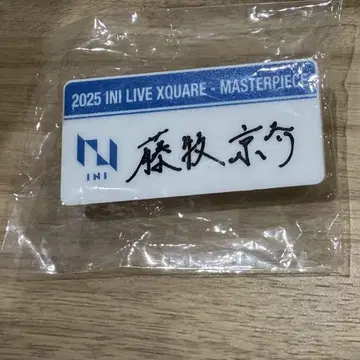 2025 INI LIVE XQUARE - MASTERPIECE
INI
藤牧 京介